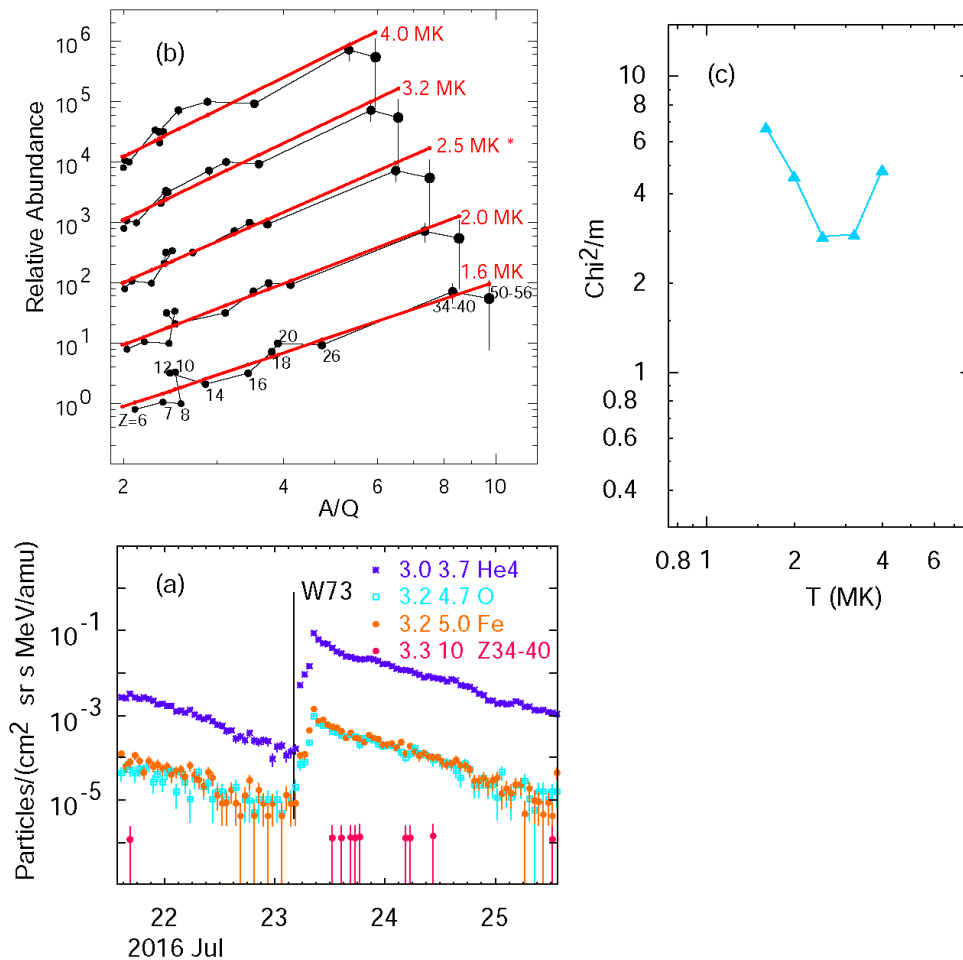 (b)
4.0 MK
3.2 MK
2.5 MK *
2.0 MK
1.6 MK
50-56
34-40
Z=6
7
8
12
10
14
16
18
20
26
Relative Abundance
10^6
10^5
10^4
10^3
10^2
10^1
10^0
2
4
6
8
10
A/Q
(c)
Chi^2/m
10
8
6
4
2
1
0.8
0.6
0.4
0.8
1
2
4
6
T (MK)
(a)
W73
3.0 3.7 He4
3.2 4.7 O
3.2 5.0 Fe
3.3 10 Z34-40
Particles/(cm^2 sr s MeV/amu)
10^-1
10^-3
10^-5
22
23
24
25
2016 Jul